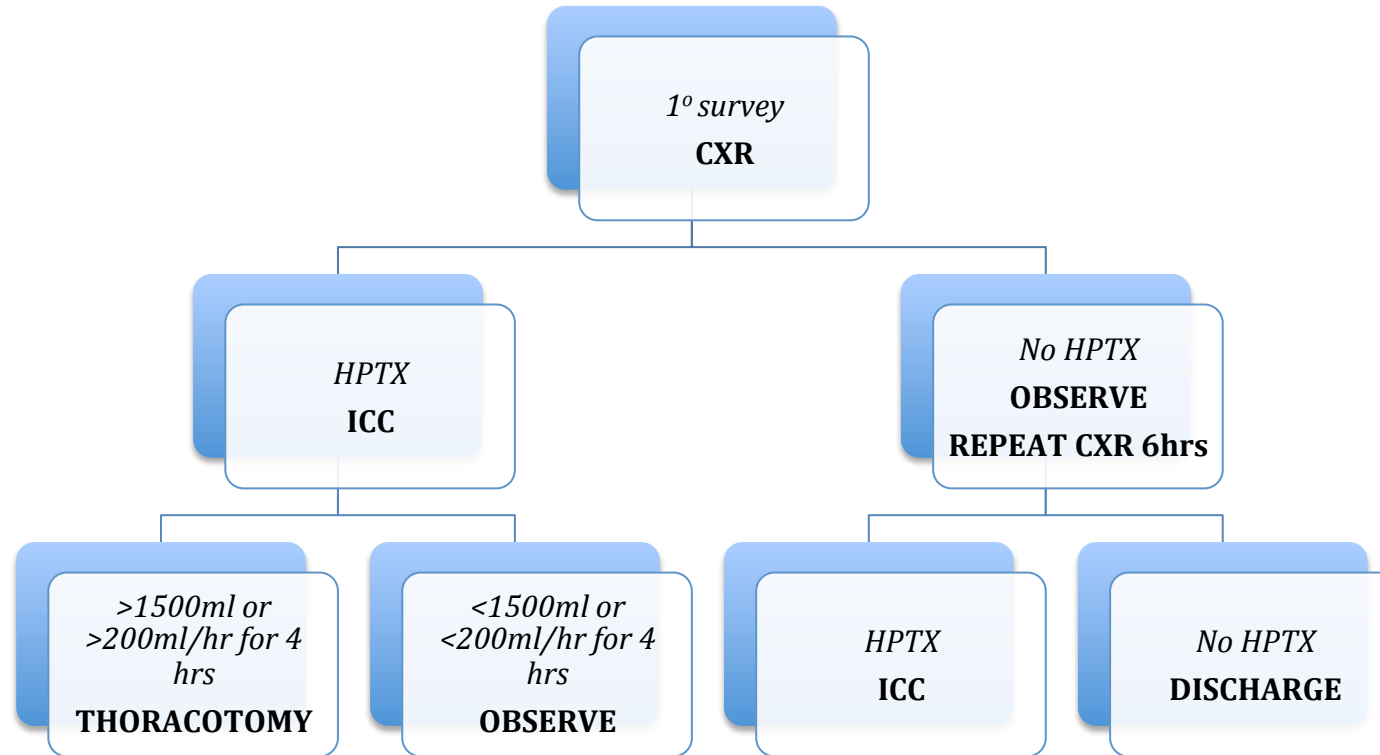 1º survey
CXR
HPTX
ICC
No HPTX
OBSERVE
REPEAT CXR 6hrs
>1500ml or
>200ml/hr for 4
hrs
THORACOTOMY
<1500ml or
<200ml/hr for 4
hrs
OBSERVE
HPTX
ICC
No HPTX
DISCHARGE